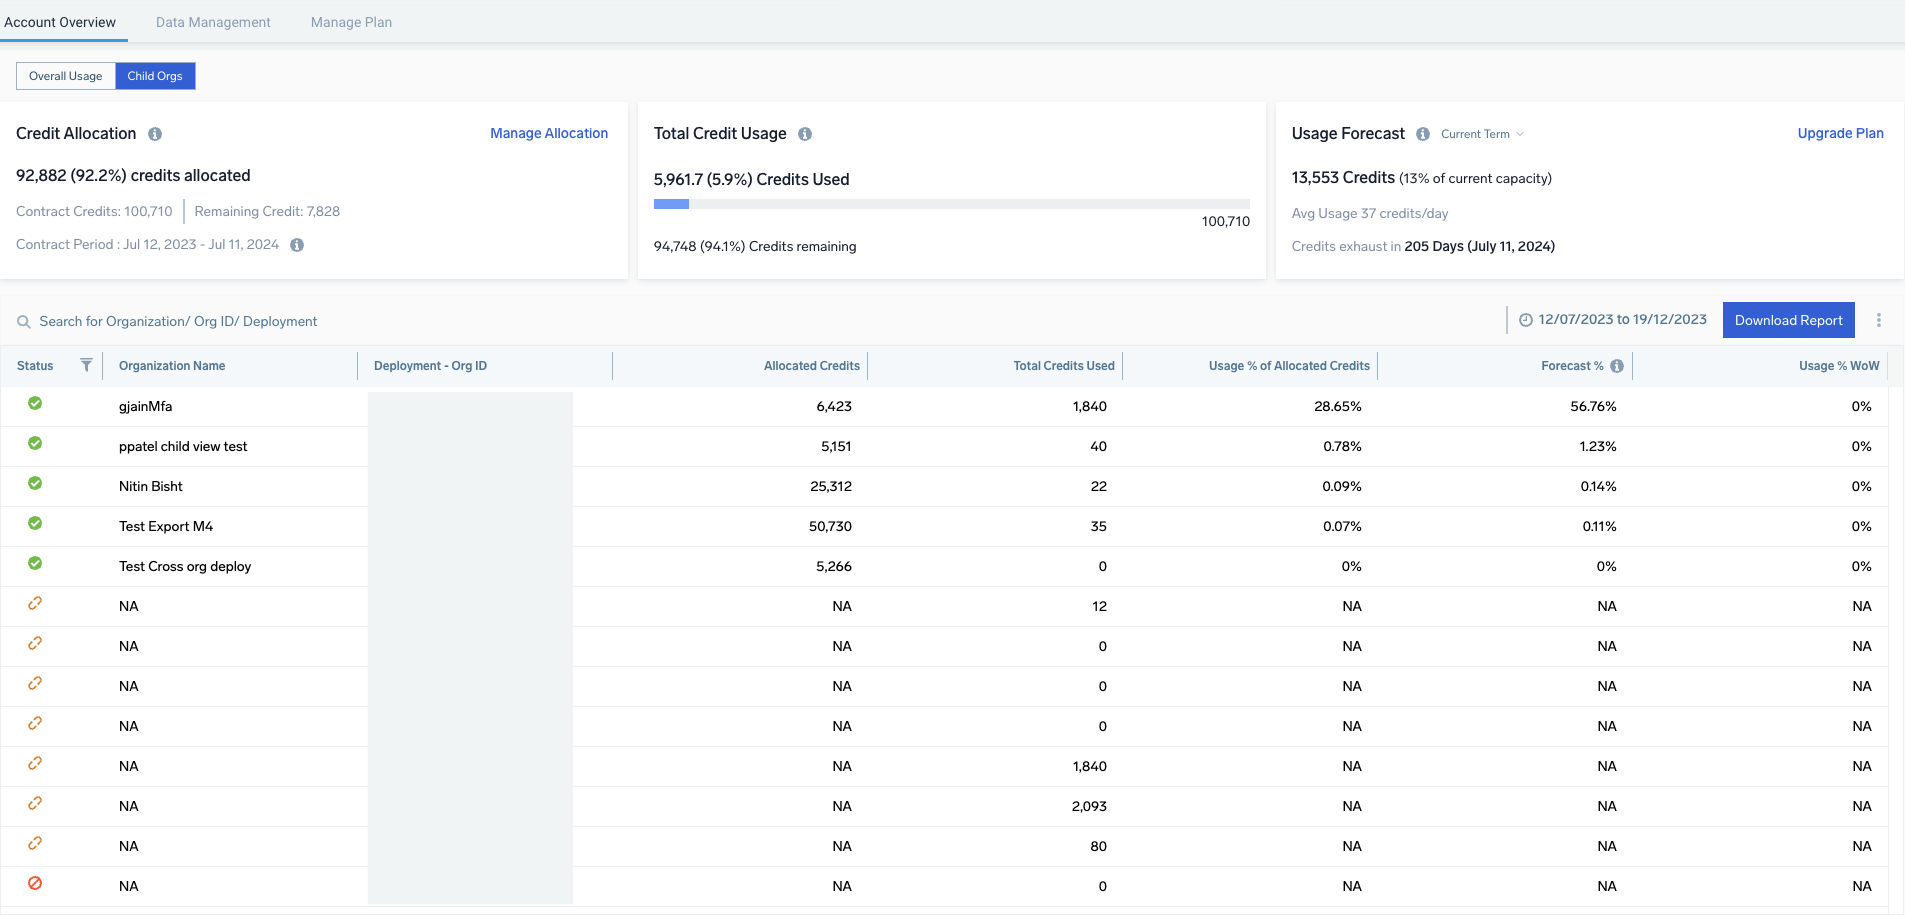 Account Overview Data Management Manage Plan
Overall Usage Child Orgs
Credit Allocation Manage Allocation
92,882 (92.2%) credits allocated
Contract Credits: 100,710 Remaining Credit: 7,828
Contract Period : Jul 12, 2023 - Jul 11, 2024
Total Credit Usage
5,961.7 (5.9%) Credits Used
100,710
94,748 (94.1%) Credits remaining
Usage Forecast Current Term Upgrade Plan
13,553 Credits (13% of current capacity)
Avg Usage 37 credits/day
Credits exhaust in 205 Days (July 11, 2024)
Search for Organization/ Org ID/ Deployment 12/07/2023 to 19/12/2023 Download Report
Status Organization Name Deployment - Org ID Allocated Credits Total Credits Used Usage % of Allocated Credits Forecast % Usage % WoW
gjainMfa 6,423 1,840 28.65% 56.76% 0%
ppatel child view test 5,151 40 0.78% 1.23% 0%
Nitin Bisht 25,312 22 0.09% 0.14% 0%
Test Export M4 50,730 35 0.07% 0.11% 0%
Test Cross org deploy 5,266 0 0% 0% 0%
NA NA 12 NA NA NA
NA NA 0 NA NA NA
NA NA 0 NA NA NA
NA NA 0 NA NA NA
NA NA 1,840 NA NA NA
NA NA 2,093 NA NA NA
NA NA 80 NA NA NA
NA NA 0 NA NA NA